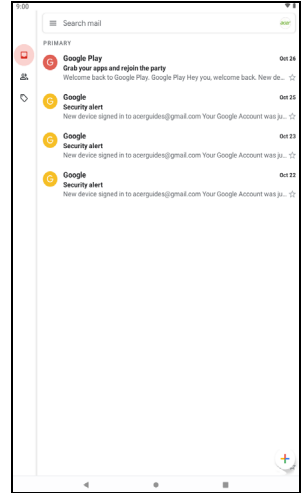 9:00
Search mail
acer
PRIMARY
Google Play Oct 26
Grab your apps and rejoin the party
Welcome back to Google Play. Google Play Hey you, welcome back. New de...
Google Oct 25
Security alert
New device signed in to acerguides@gmail.com Your Google Account was ju...
Google Oct 23
Security alert
New device signed in to acerguides@gmail.com Your Google Account was ju...
Google Oct 22
Security alert
New device signed in to acerguides@gmail.com Your Google Account was ju...